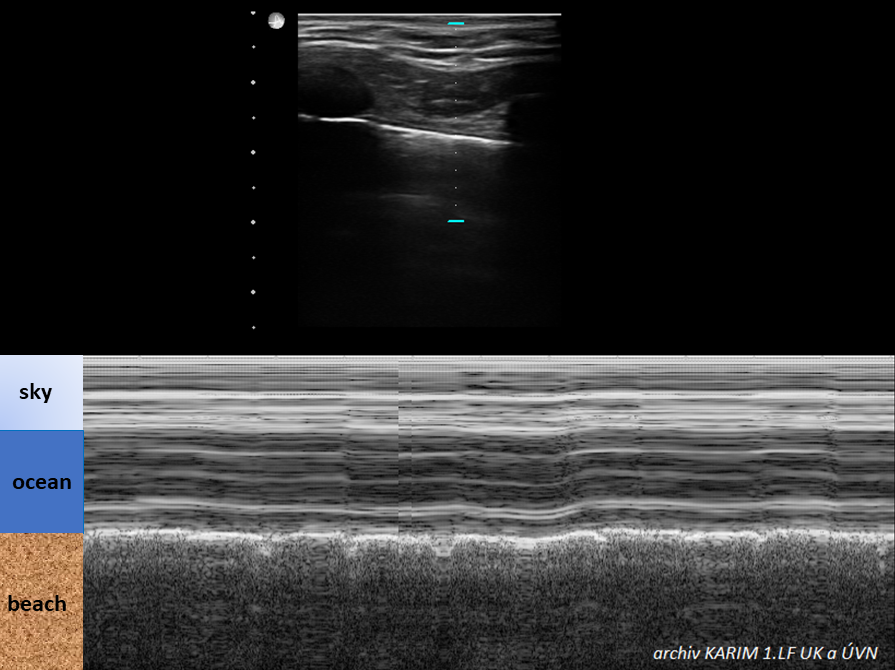 sky
ocean
beach
archiv KARIM 1.LF UK a ÚVN